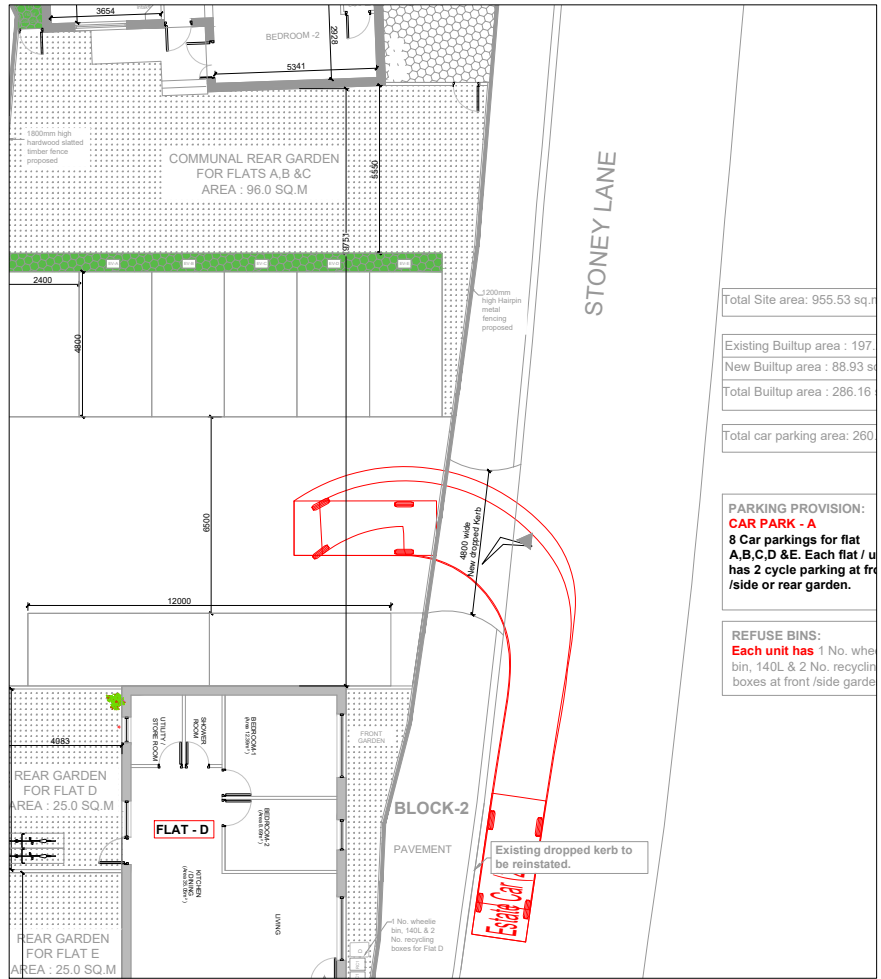 3654
BEDROOM -2
2928
5341
1800mm high
hardwood slatted
timber fence
proposed
COMMUNAL REAR GARDEN
FOR FLATS A,B &C
AREA : 96.0 SQ.M
5550
9751
STONEY LANE
2400
4800
1200mm
high Hairpin
metal
fencing
proposed
Total Site area: 955.53 sq.m
Existing Builtup area : 197.
New Builtup area : 88.93 sq
Total Builtup area : 286.16
Total car parking area: 260.
6500
4800 wide
New dropped Kerb
PARKING PROVISION:
CAR PARK - A
8 Car parkings for flat
A,B,C,D &E. Each flat / u
has 2 cycle parking at fro
/side or rear garden.
12000
REFUSE BINS:
Each unit has 1 No. whee
bin, 140L & 2 No. recyclin
boxes at front /side garde
4083
UTILITY /
STORE ROOM
SHOWER
ROOM
BEDROOM-1
FRONT
GARDEN
REAR GARDEN
FOR FLAT D
AREA : 25.0 SQ.M
FLAT - D
BEDROOM-2
BLOCK-2
PAVEMENT
Existing dropped kerb to
be reinstated.
KITCHEN
/DINING
LIVING
Estate Car
1 No. wheelie
bin, 140L & 2
No. recycling
boxes for Flat D
REAR GARDEN
FOR FLAT E
AREA : 25.0 SQ.M